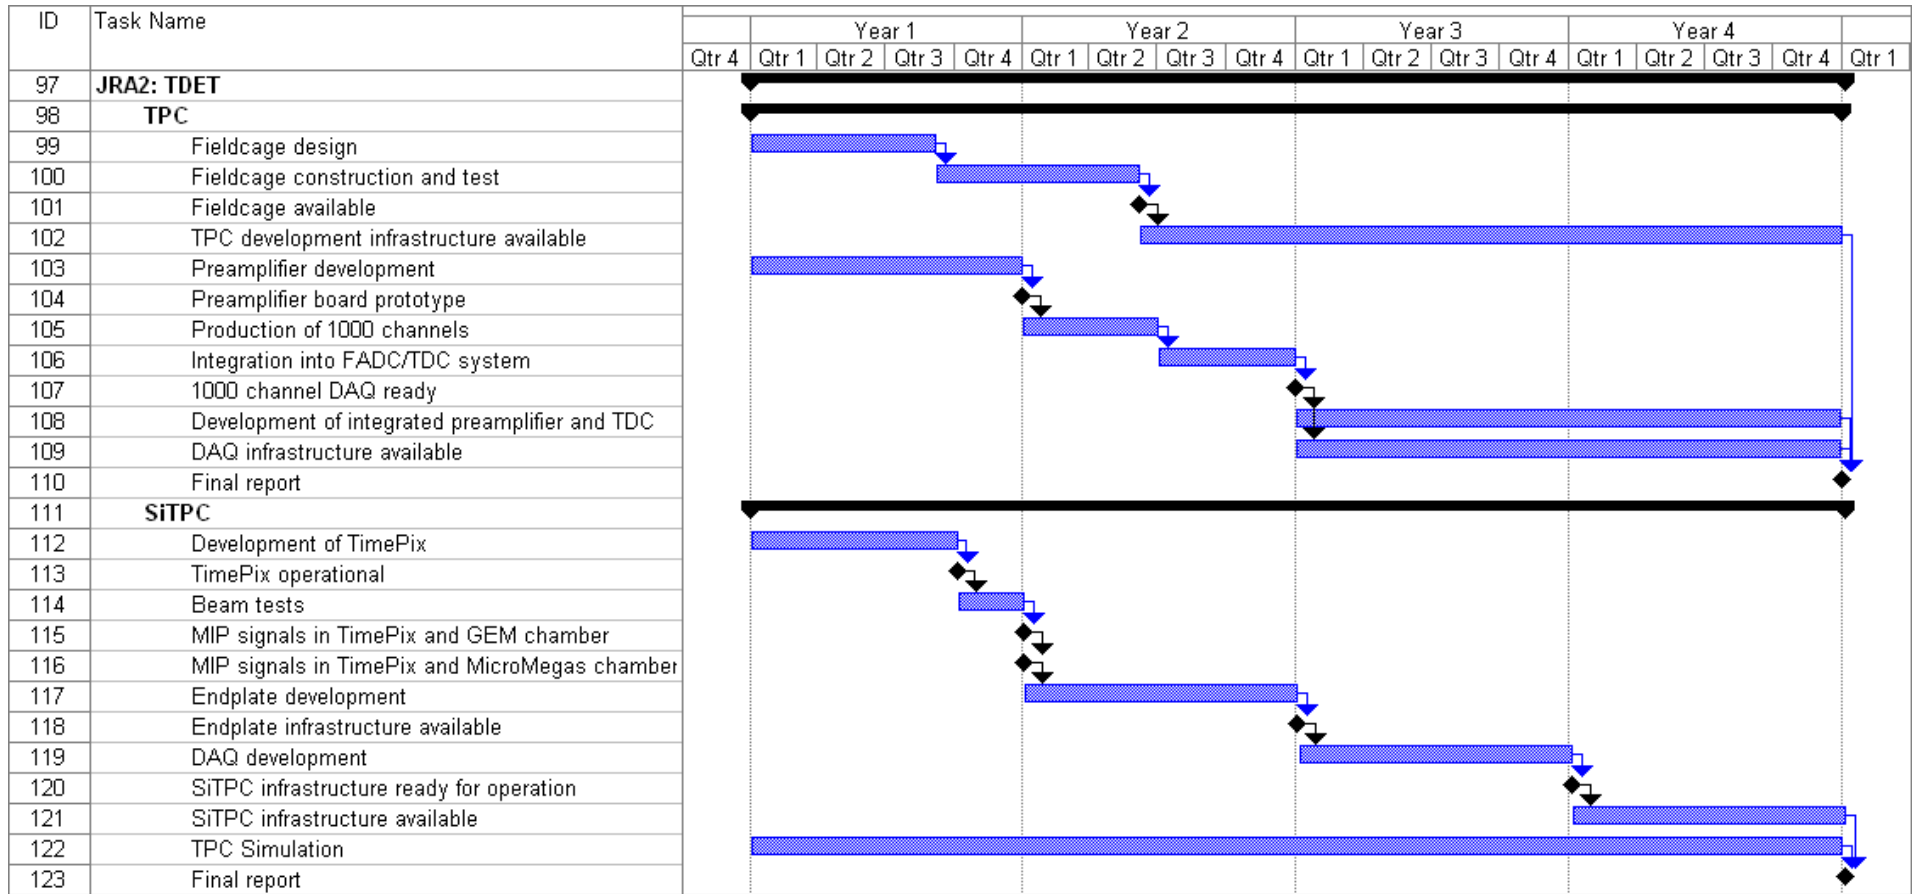 ID Task Name
Year 1 Year 2 Year 3 Year 4
Qtr 4 Qtr 1 Qtr 2 Qtr 3 Qtr 4 Qtr 1 Qtr 2 Qtr 3 Qtr 4 Qtr 1 Qtr 2 Qtr 3 Qtr 4 Qtr 1 Qtr 2 Qtr 3 Qtr 4 Qtr 1
97 JRA2: TDET
98 TPC
99 Fieldcage design
100 Fieldcage construction and test
101 Fieldcage available
102 TPC development infrastructure available
103 Preamplifier development
104 Preamplifier board prototype
105 Production of 1000 channels
106 Integration into FADC/TDC system
107 1000 channel DAQ ready
108 Development of integrated preamplifier and TDC
109 DAQ infrastructure available
110 Final report
111 SiTPC
112 Development of TimePix
113 TimePix operational
114 Beam tests
115 MIP signals in TimePix and GEM chamber
116 MIP signals in TimePix and MicroMegas chamber
117 Endplate development
118 Endplate infrastructure available
119 DAQ development
120 SiTPC infrastructure ready for operation
121 SiTPC infrastructure available
122 TPC Simulation
123 Final report